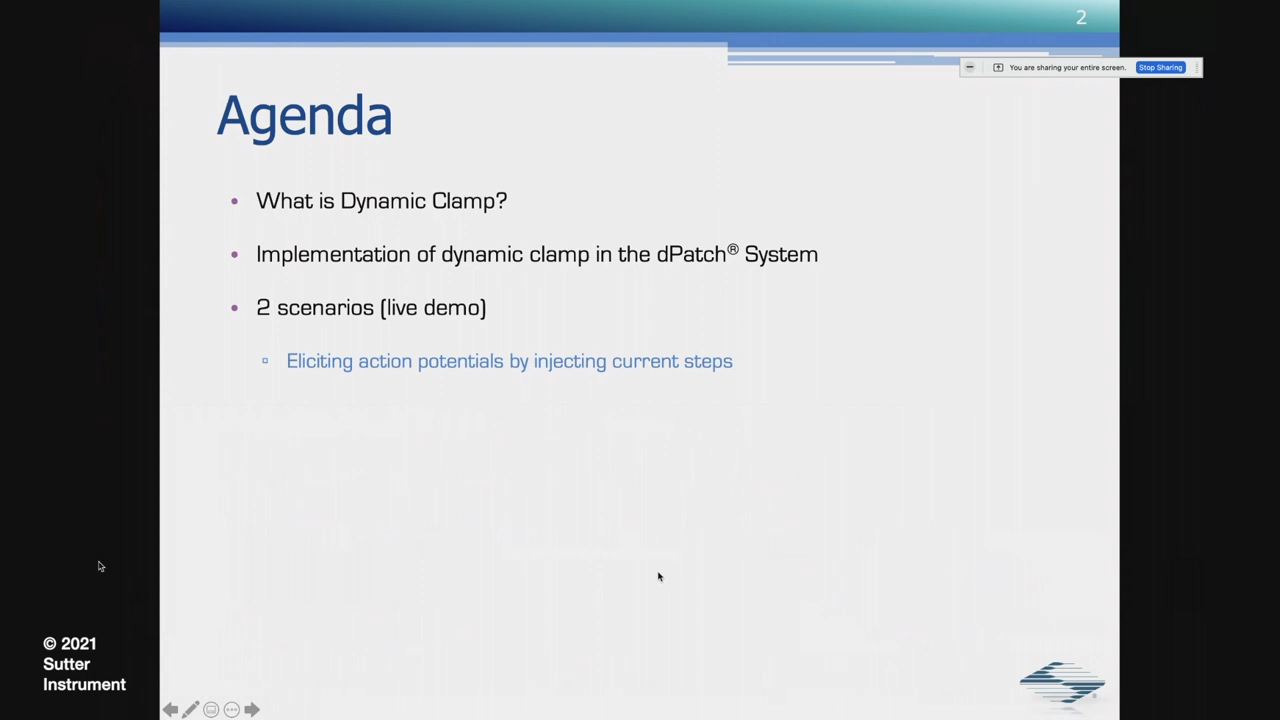 2
You are sharing your entire screen. Stop Sharing
Agenda
• What is Dynamic Clamp?
• Implementation of dynamic clamp in the dPatch® System
• 2 scenarios (live demo)
▫ Eliciting action potentials by injecting current steps
© 2021
Sutter
Instrument
®